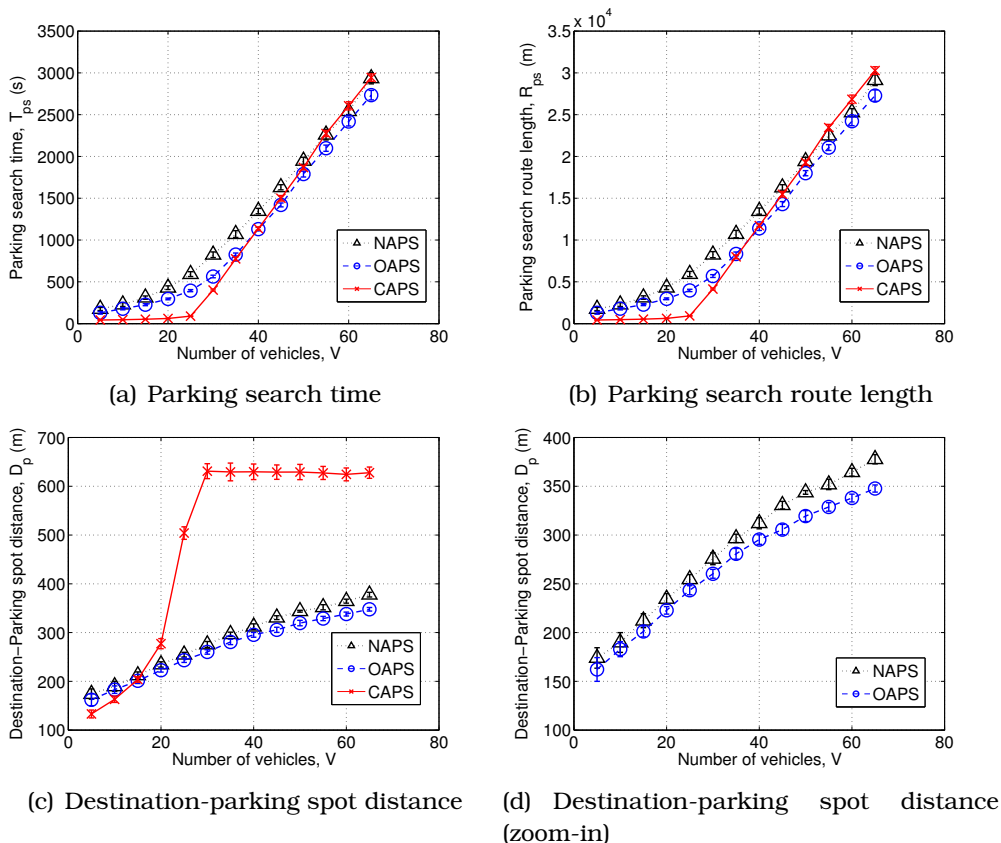 3500
3000
2500
2000
1500
1000
500
0
Parking search time, T_ps (s)
NAPS
OAPS
CAPS
0 20 40 60 80
Number of vehicles, V
(a) Parking search time
x 10^4
3.5
3
2.5
2
1.5
1
0.5
0
Parking search route length, R_ps (m)
NAPS
OAPS
CAPS
0 20 40 60 80
Number of vehicles, V
(b) Parking search route length
700
600
500
400
300
200
100
Destination–Parking spot distance, D_p (m)
NAPS
OAPS
CAPS
0 20 40 60 80
Number of vehicles, V
(c) Destination-parking spot distance
400
350
300
250
200
150
100
Destination–Parking spot distance, D_p (m)
NAPS
OAPS
0 20 40 60 80
Number of vehicles, V
(d) Destination-parking spot distance
(zoom-in)